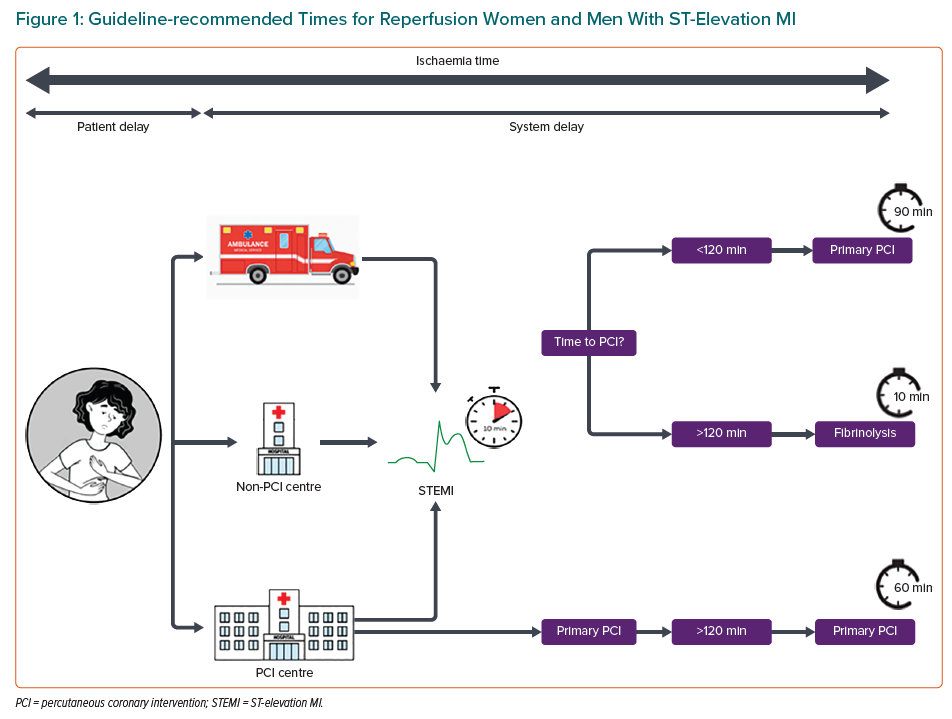 Figure 1: Guideline-recommended Times for Reperfusion Women and Men With ST-Elevation MI
Ischaemia time
Patient delay
System delay
90 min
AMBULANCE
MEDICAL SERVICE
<120 min
Primary PCI
Time to PCI?
10 min
10 min
>120 min
Fibrinolysis
HOSPITAL
Non-PCI centre
STEMI
60 min
HOSPITAL
Primary PCI
>120 min
Primary PCI
PCI centre
PCI = percutaneous coronary intervention; STEMI = ST-elevation MI.